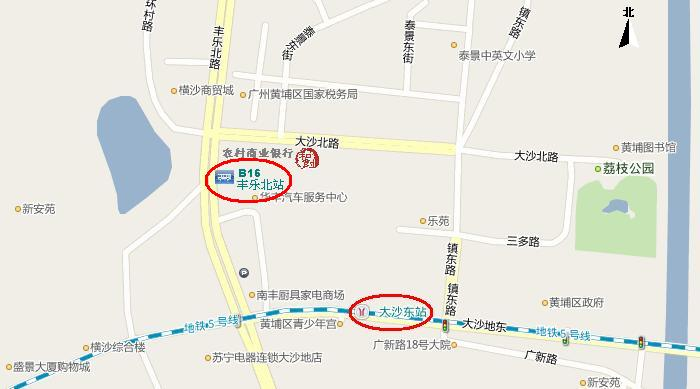 环村路
丰乐北路
泰景东街
泰景东街
镇东路
北
泰景中英文小学
横沙商贸城
广州黄埔区国家税务局
大沙北路
农村商业银行
大沙北路
黄埔图书馆
荔枝公园
B16
丰乐北站
华丰汽车服务中心
新安苑
乐苑
三多路
镇东路
镇东路
P
南丰厨具家电商场
黄埔区政府
大沙东站
地铁5号线
黄埔区青少年宫
大沙地东
地铁5号线
横沙综合楼
苏宁电器连锁大沙地店
广新路18号大院
广新路
盛景大厦购物城
新安苑